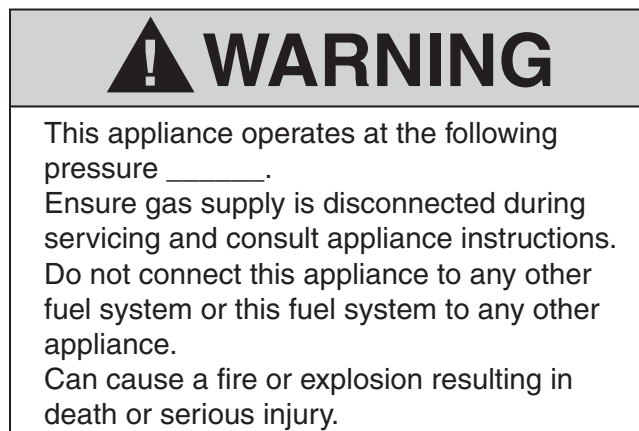 WARNING
This appliance operates at the following
pressure ______.
Ensure gas supply is disconnected during
servicing and consult appliance instructions.
Do not connect this appliance to any other
fuel system or this fuel system to any other
appliance.
Can cause a fire or explosion resulting in
death or serious injury.